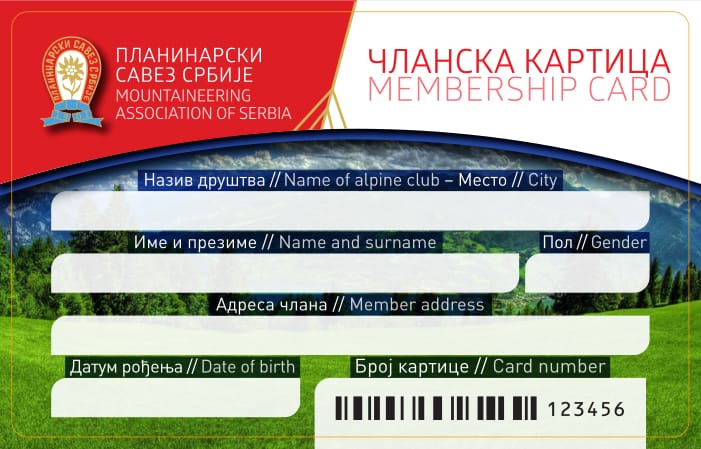 ПЛАНИНАРСКИ САВЕЗ СРБИЈЕ
ПЛАНИНАРСКИ
САВЕЗ СРБИЈЕ
MOUNTAINEERING
ASSOCIATION OF SERBIA
ЧЛАНСКА КАРТИЦА
MEMBERSHIP CARD
Назив друштва // Name of alpine club – Место // City
Име и презиме // Name and surname
Пол // Gender
Адреса члана // Member address
Датум рођења // Date of birth
Број картице // Card number
123456